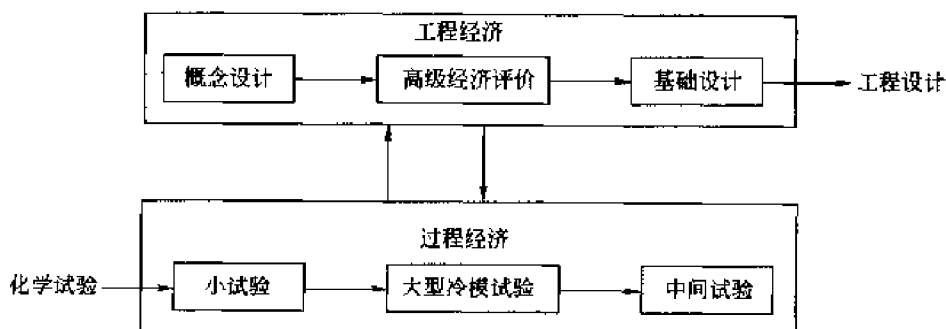 工程经济
概念设计
高级经济评价
基础设计
工程设计
过程经济
化学试验
小试验
大型冷模试验
中间试验